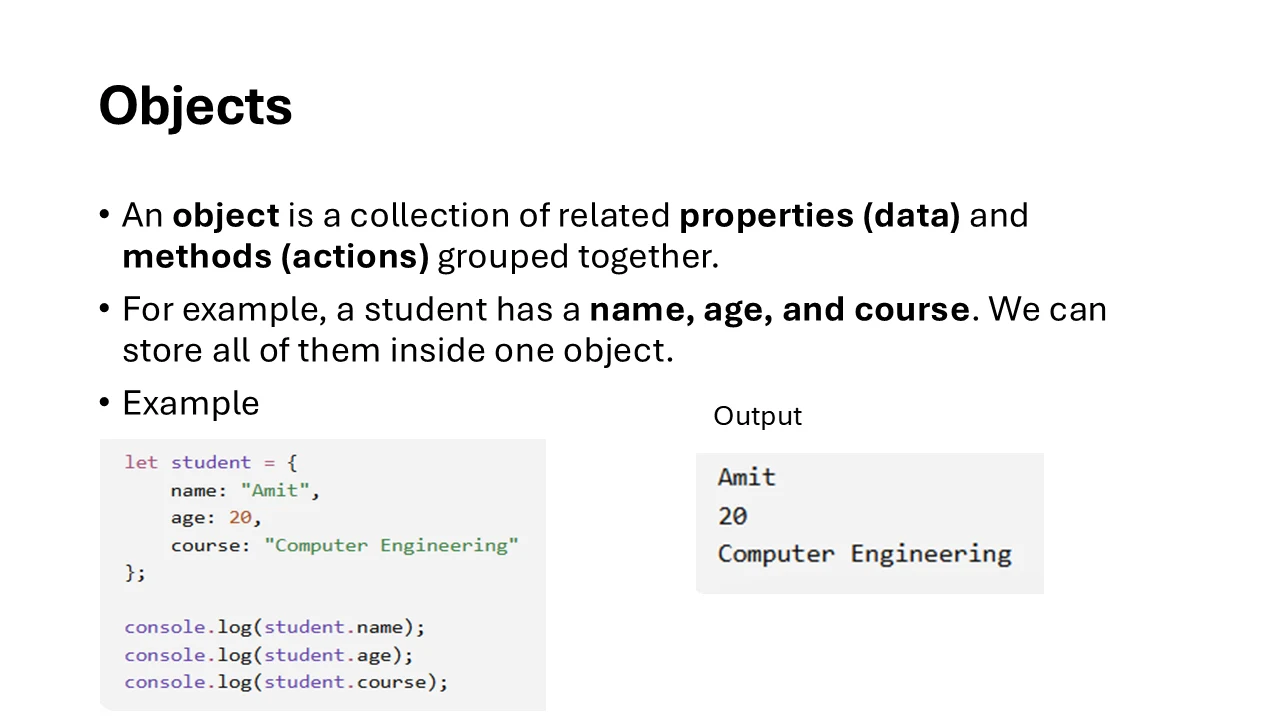 Objects
• An object is a collection of related properties (data) and
methods (actions) grouped together.
• For example, a student has a name, age, and course. We can
store all of them inside one object.
• Example
let student = {
    name: "Amit",
    age: 20,
    course: "Computer Engineering"
};
console.log(student.name);
console.log(student.age);
console.log(student.course);
Output
Amit
20
Computer Engineering